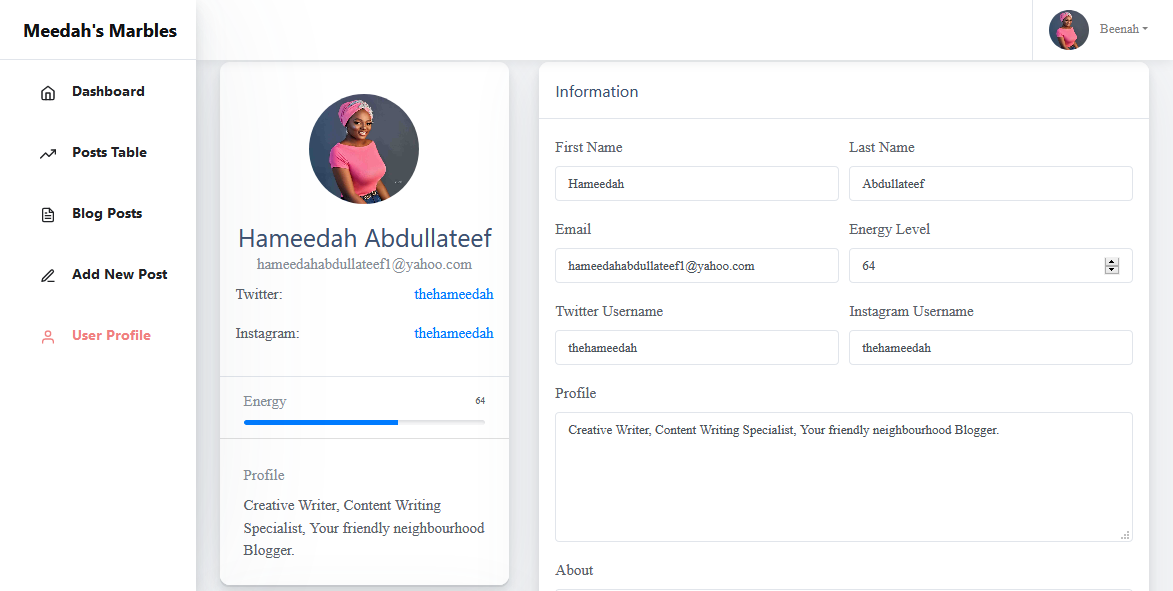 Meedah's Marbles
Beenah
Dashboard
Posts Table
Blog Posts
Add New Post
User Profile
Hameedah Abdullateef
hameedahabdullateef1@yahoo.com
Twitter: thehameedah
Instagram: thehameedah
Energy 64
Profile
Creative Writer, Content Writing
Specialist, Your friendly neighbourhood
Blogger.
Information
First Name Last Name
Hameedah Abdullateef
Email Energy Level
hameedahabdullateef1@yahoo.com 64
Twitter Username Instagram Username
thehameedah thehameedah
Profile
Creative Writer, Content Writing Specialist, Your friendly neighbourhood Blogger.
About